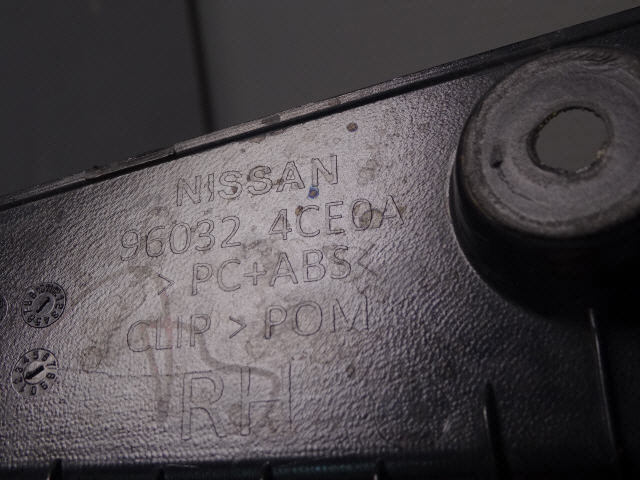 NISSAN
96032 4CE0A
> PC+ABS <
CLIP > POM
RH